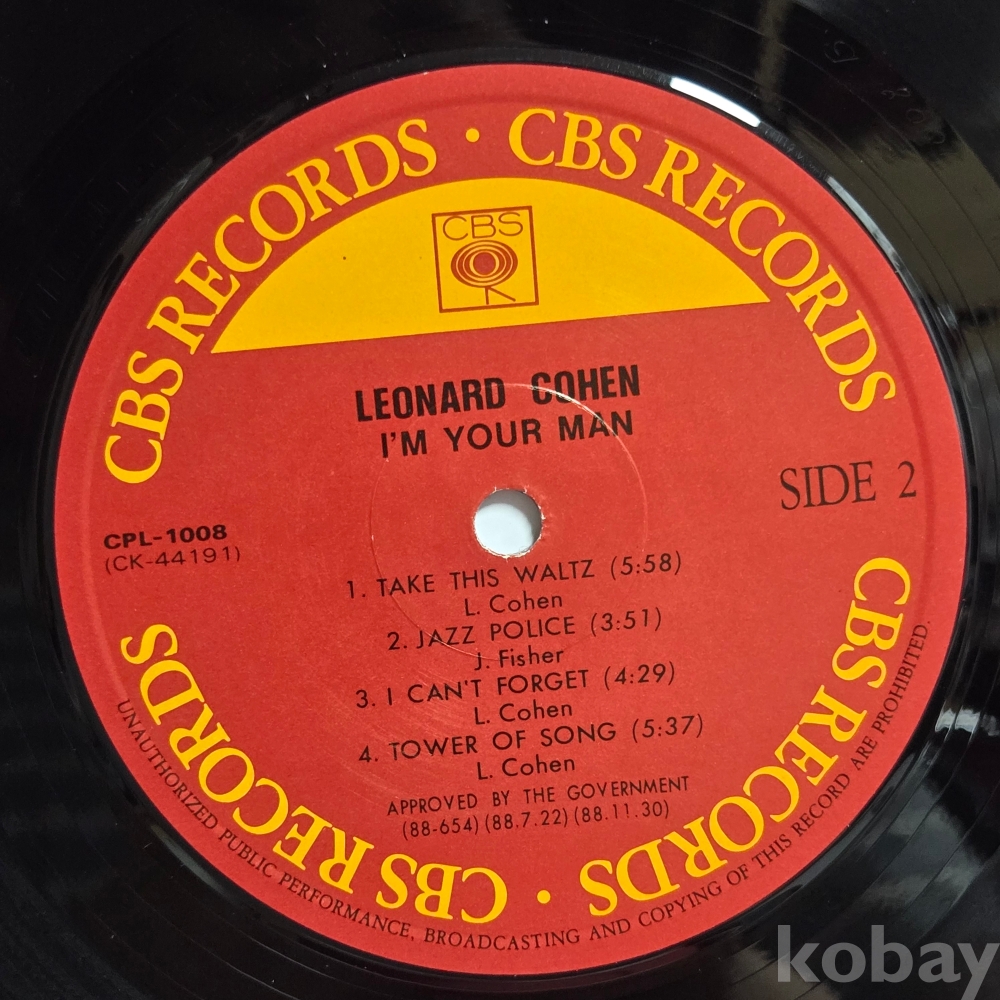 CBS RECORDS · CBS RECORDS
CBS
LEONARD COHEN
I'M YOUR MAN
SIDE 2
CPL-1008
(CK-44191)
1. TAKE THIS WALTZ (5:58)
L. Cohen
2. JAZZ POLICE (3:51)
J. Fisher
3. I CAN'T FORGET (4:29)
L. Cohen
4. TOWER OF SONG (5:37)
L. Cohen
APPROVED BY THE GOVERNMENT
(88-654) (88.7.22) (88.11.30)
CBS RECORDS · CBS RECORDS
UNAUTHORIZED PUBLIC PERFORMANCE, BROADCASTING AND COPYING OF THIS RECORD ARE PROHIBITED.
kobay